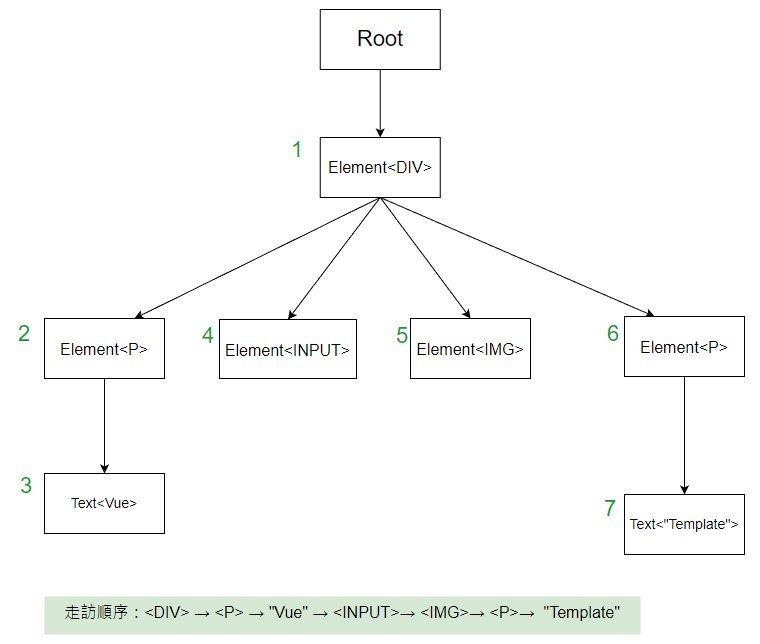 Root
1
Element<DIV>
2
Element<P>
4
Element<INPUT>
5
Element<IMG>
6
Element<P>
3
Text<Vue>
7
Text<"Template">
走訪順序：<DIV> → <P> → "Vue" → <INPUT>→ <IMG>→ <P>→ "Template"